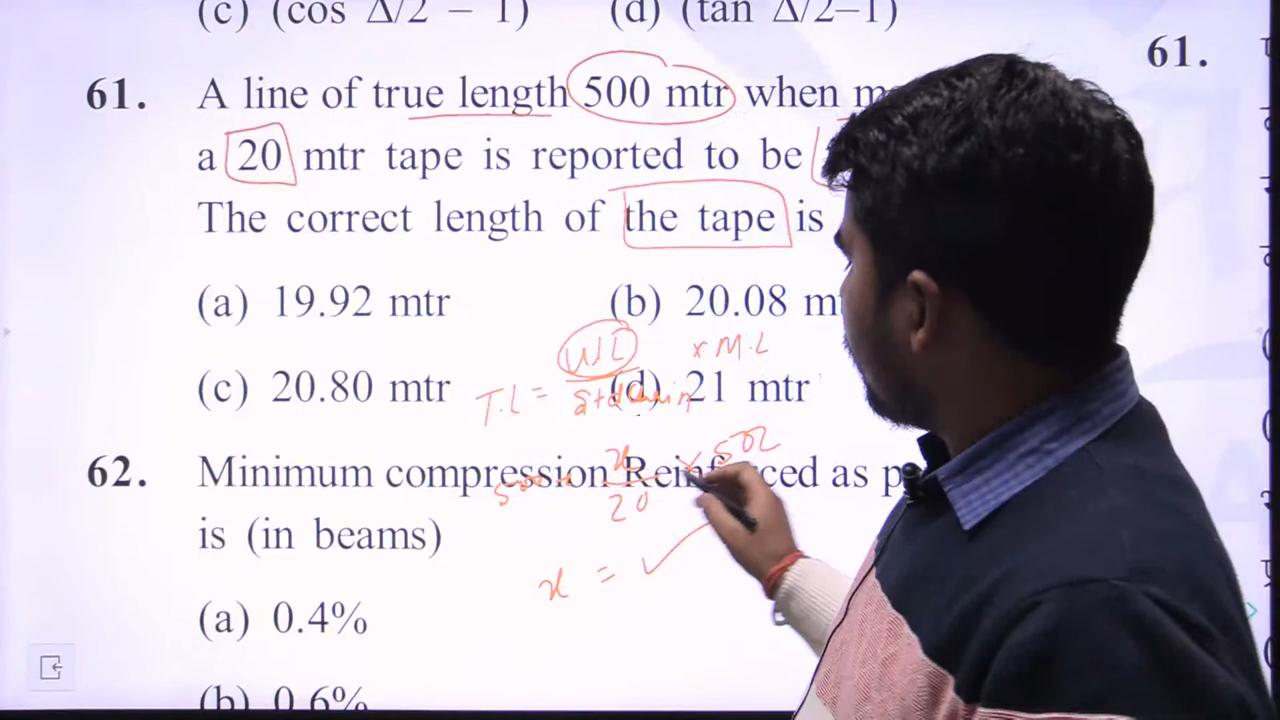 (c) (cos Δ/2 − 1) (d) (tan Δ/2−1)
61. A line of true length 500 mtr when
61.
a 20 mtr tape is reported to be
The correct length of the tape is
(a) 19.92 mtr (b) 20.08
(c) 20.80 mtr (d) 21 mtr
T.L = × M.L
x / 20 × 502
x =
62. Minimum compression as
is (in beams)
(a) 0.4%
(b) 0.6%